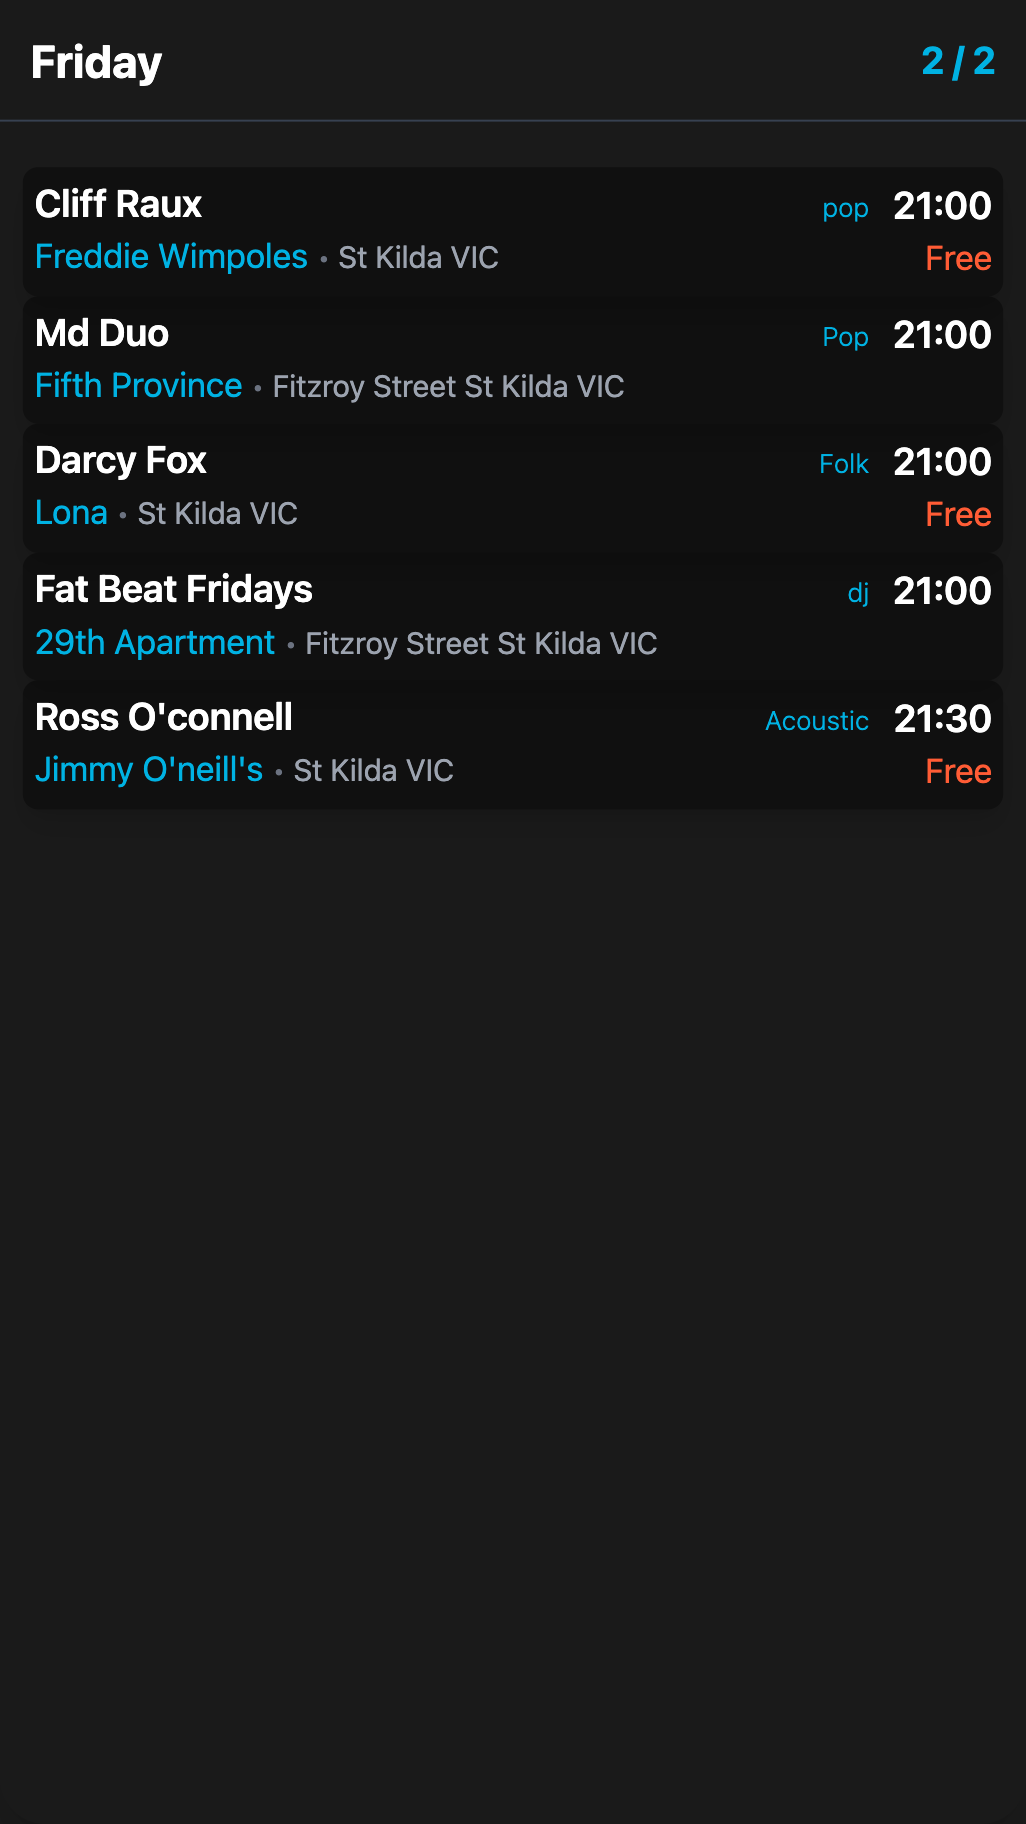 Friday 2 / 2
Cliff Raux pop 21:00
Freddie Wimpoles • St Kilda VIC Free
Md Duo Pop 21:00
Fifth Province • Fitzroy Street St Kilda VIC
Darcy Fox Folk 21:00
Lona • St Kilda VIC Free
Fat Beat Fridays dj 21:00
29th Apartment • Fitzroy Street St Kilda VIC
Ross O'connell Acoustic 21:30
Jimmy O'neill's • St Kilda VIC Free